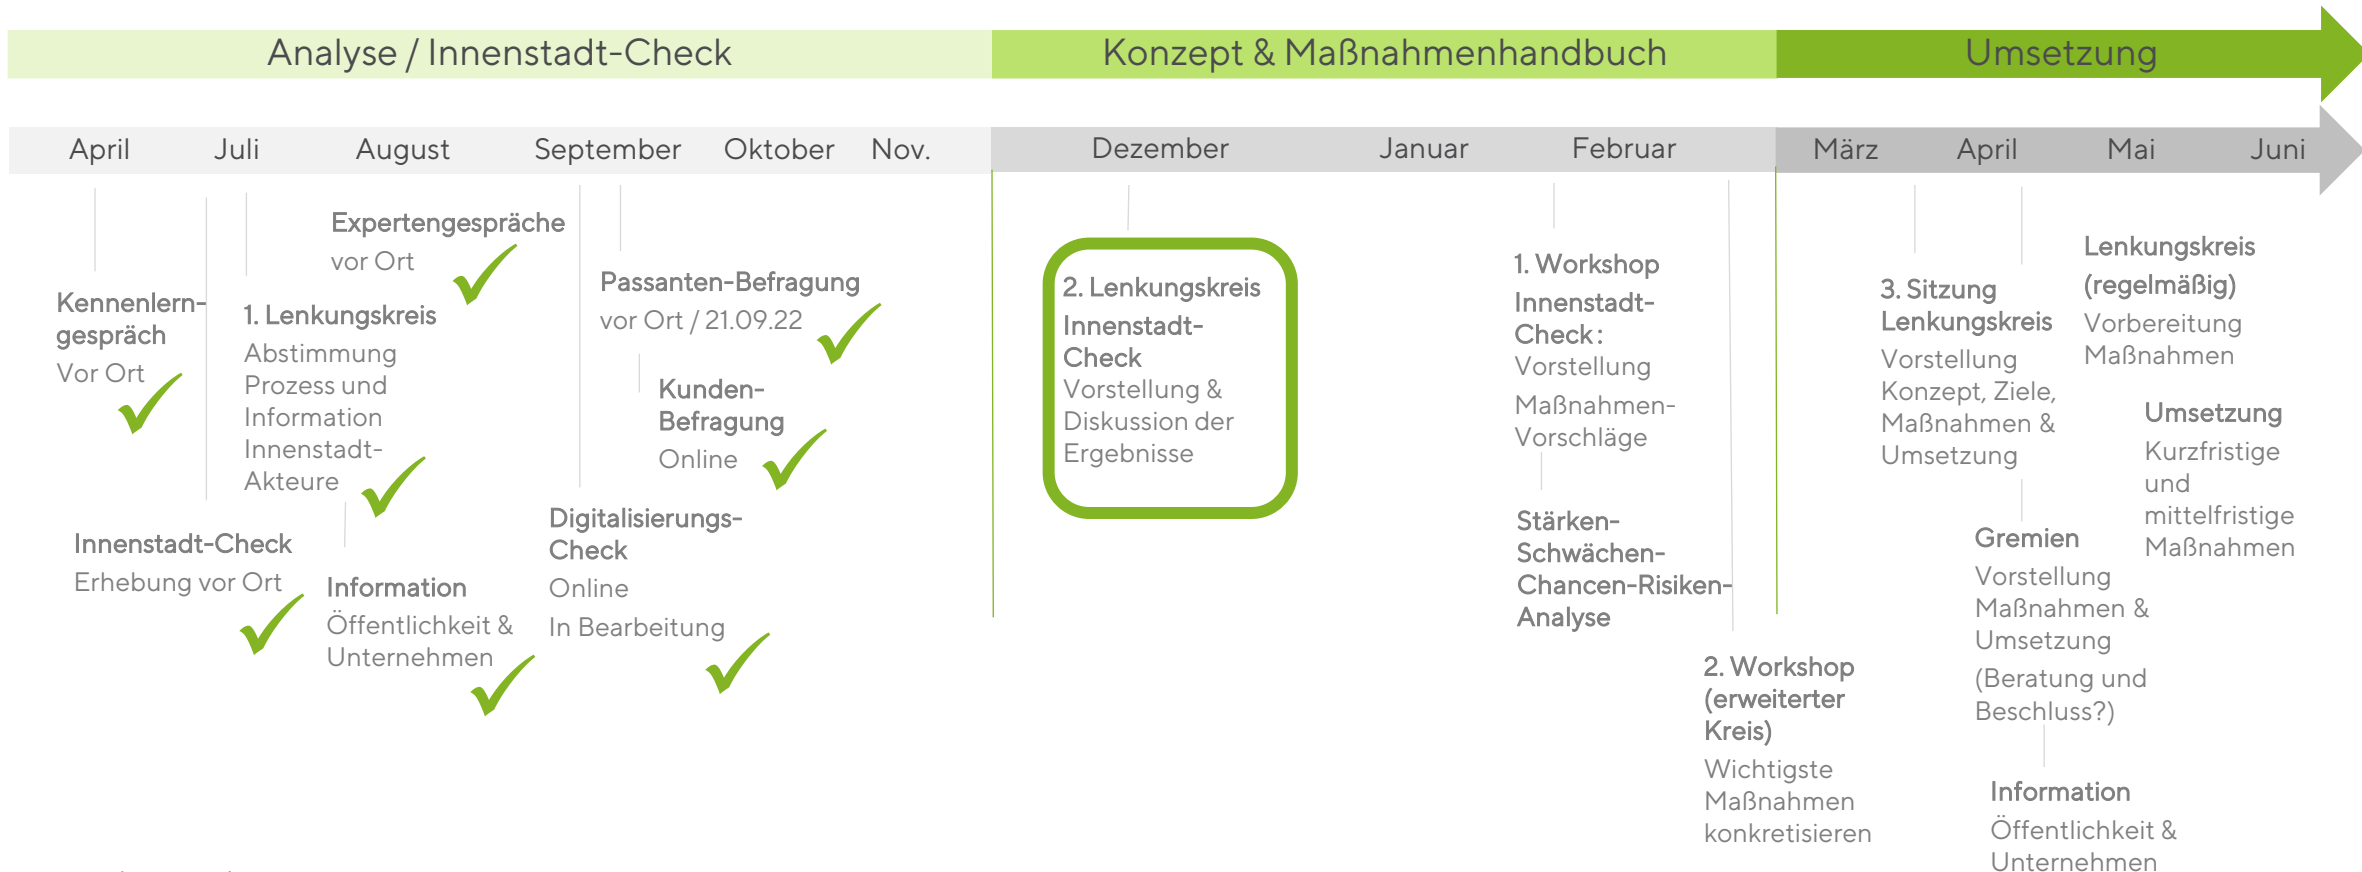 Analyse / Innenstadt-Check
Konzept & Maßnahmenhandbuch
Umsetzung
April
Juli
August
September
Oktober
Nov.
Dezember
Januar
Februar
März
April
Mai
Juni
Kennenlern-
gespräch
Vor Ort
Innenstadt-Check
Erhebung vor Ort
1. Lenkungskreis
Abstimmung
Prozess und
Information
Innenstadt-
Akteure
Expertengespräche
vor Ort
Information
Öffentlichkeit &
Unternehmen
Passanten-Befragung
vor Ort / 21.09.22
Kunden-
Befragung
Online
Digitalisierungs-
Check
Online
In Bearbeitung
2. Lenkungskreis
Innenstadt-
Check
Vorstellung &
Diskussion der
Ergebnisse
1. Workshop
Innenstadt-
Check:
Vorstellung
Maßnahmen-
Vorschläge
Stärken-
Schwächen-
Chancen-Risiken-
Analyse
2. Workshop
(erweiterter
Kreis)
Wichtigste
Maßnahmen
konkretisieren
3. Sitzung
Lenkungskreis
Vorstellung
Konzept, Ziele,
Maßnahmen &
Umsetzung
Gremien
Vorstellung
Maßnahmen &
Umsetzung
(Beratung und
Beschluss?)
Information
Öffentlichkeit &
Unternehmen
Lenkungskreis
(regelmäßig)
Vorbereitung
Maßnahmen
Umsetzung
Kurzfristige
und
mittelfristige
Maßnahmen